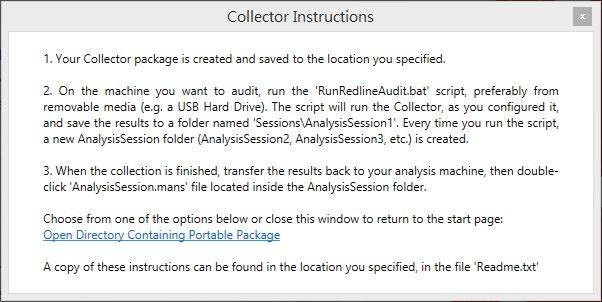 Collector Instructions
x
1. Your Collector package is created and saved to the location you specified.
2. On the machine you want to audit, run the 'RunRedlineAudit.bat' script, preferably from
removable media (e.g. a USB Hard Drive). The script will run the Collector, as you configured it,
and save the results to a folder named 'Sessions\AnalysisSession1'. Every time you run the script,
a new AnalysisSession folder (AnalysisSession2, AnalysisSession3, etc.) is created.
3. When the collection is finished, transfer the results back to your analysis machine, then double-
click 'AnalysisSession.mans' file located inside the AnalysisSession folder.
Choose from one of the options below or close this window to return to the start page:
Open Directory Containing Portable Package
A copy of these instructions can be found in the location you specified, in the file 'Readme.txt'